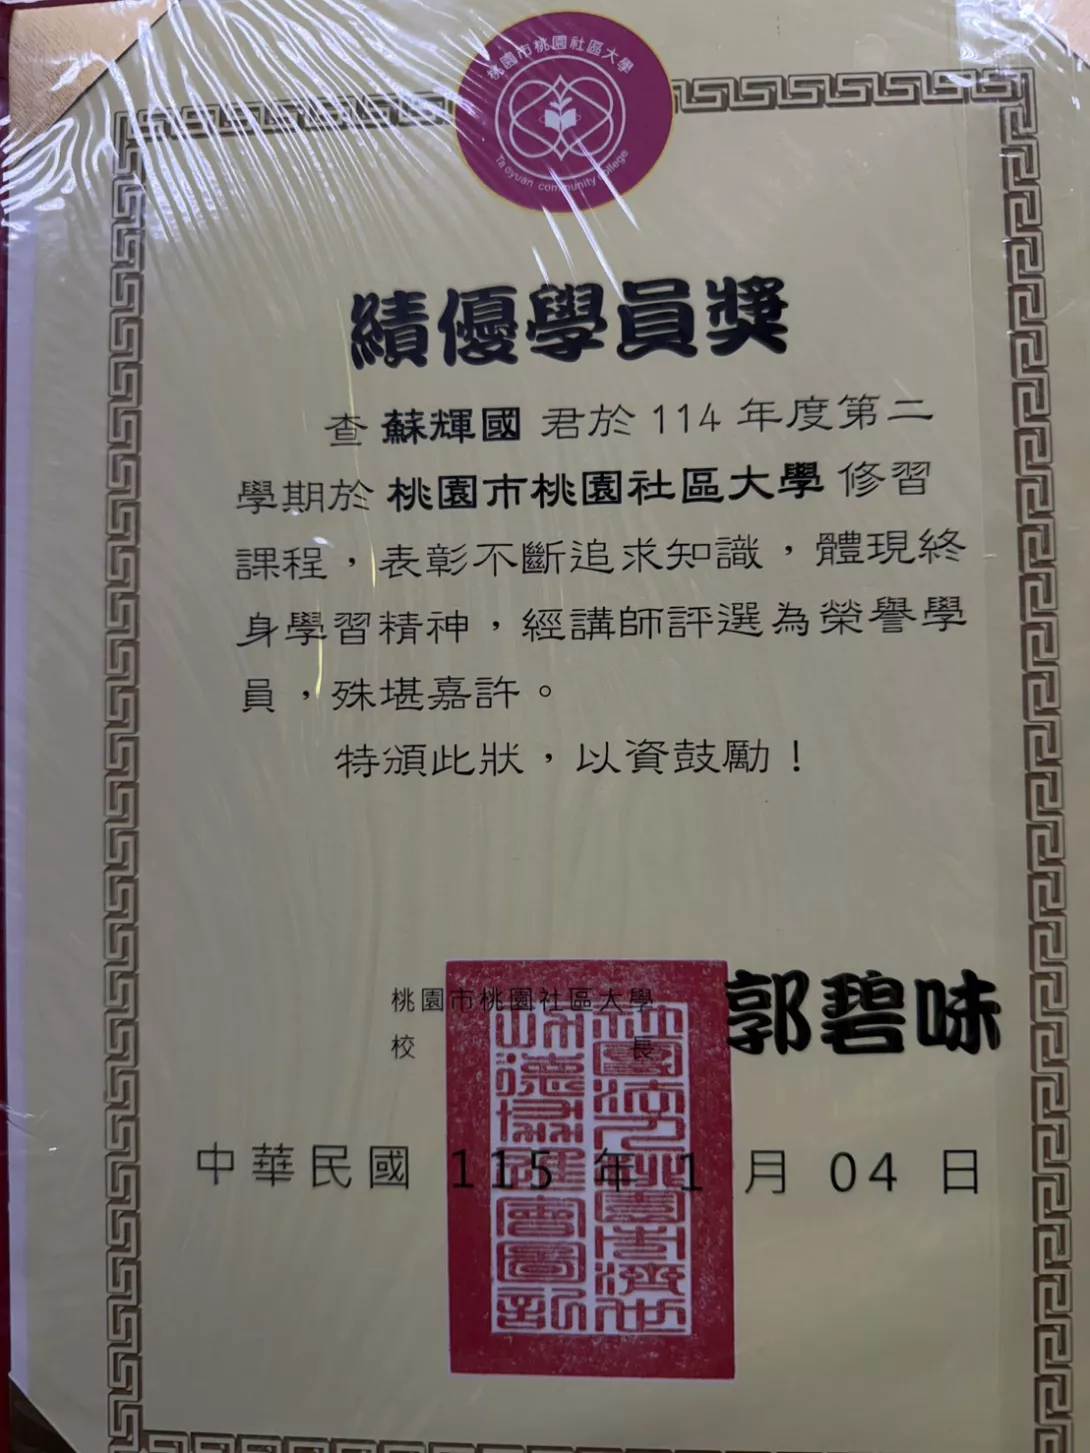 桃園市桃園社區大學
Taoyuan community college
績優學員獎
查 蘇輝國 君於 114 年度第二
學期於 桃園市桃園社區大學 修習
課程，表彰不斷追求知識，體現終
身學習精神，經講師評選為榮譽學
員，殊堪嘉許。
特頒此狀，以資鼓勵！
桃園市桃園社區大學
校長 郭碧味
中華民國 115 年 1 月 04 日